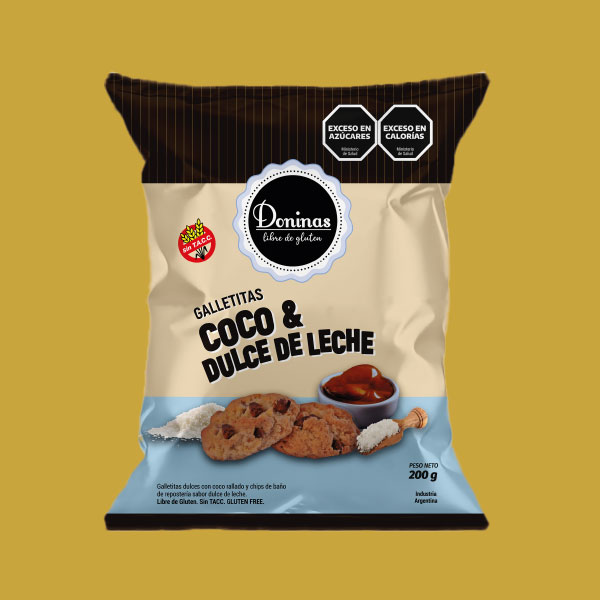 EXCESO EN
AZÚCARES
Ministerio
de Salud
EXCESO EN
CALORÍAS
Ministerio
de Salud
Doninas
libre de gluten
sin T.A.C.C.
GALLETITAS
COCO &
DULCE DE LECHE
PESO NETO
200 g
Galletitas dulces con coco rallado y chips de baño
de repostería sabor dulce de leche.
Libre de Gluten. Sin TACC. GLUTEN FREE.
Industria
Argentina